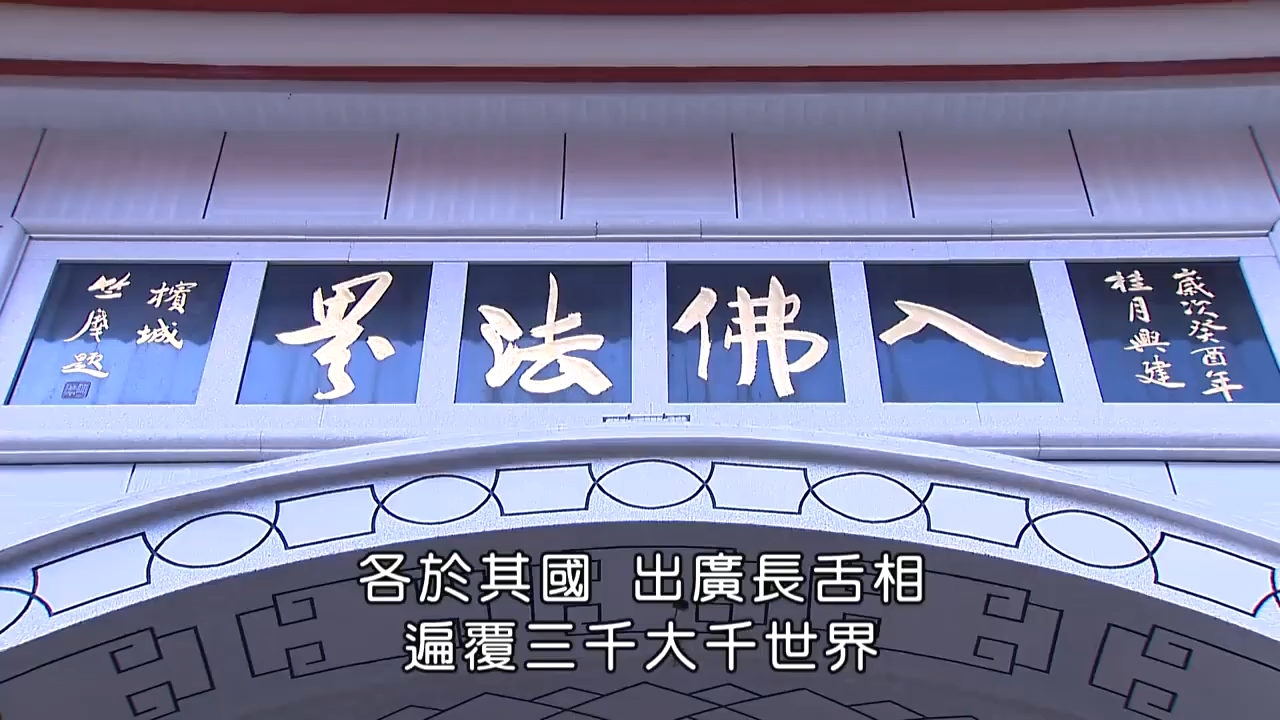 歲次癸酉年
桂月興建
入佛法界
檳城
竺摩題
各於其國 出廣長舌相
遍覆三千大千世界